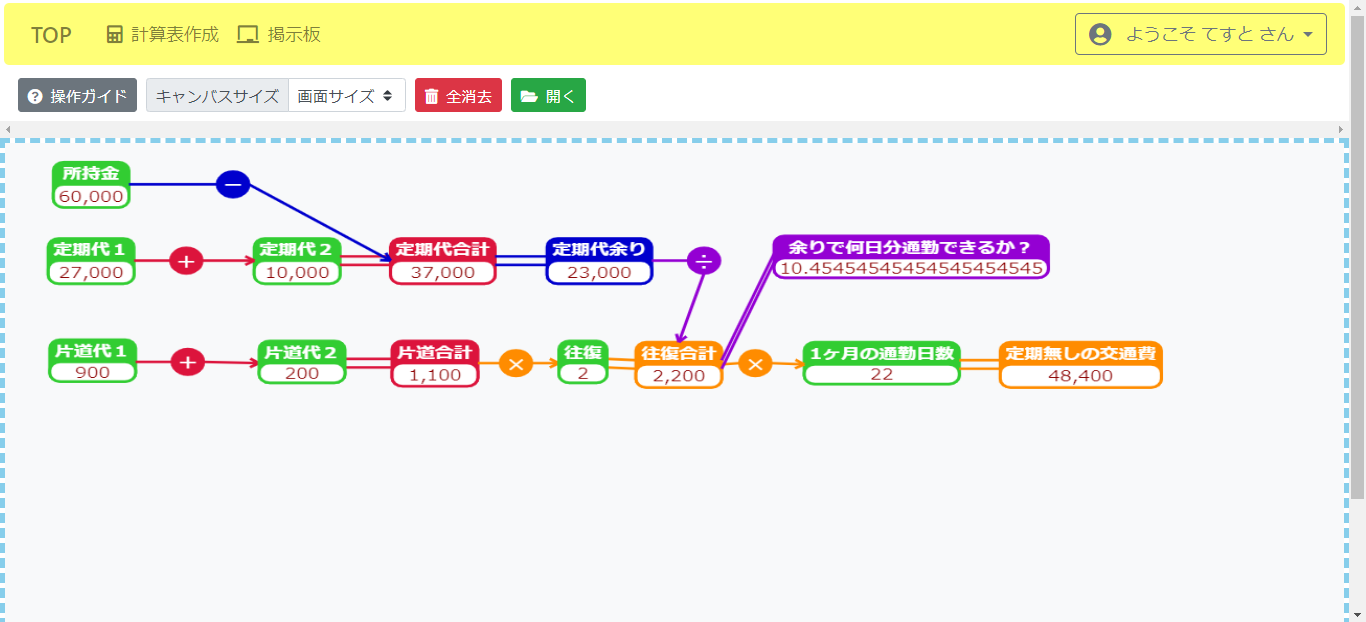 TOP 計算表作成 掲示板 ようこそ てすと さん
操作ガイド キャンバスサイズ 画面サイズ 全消去 開く
所持金
60,000
−
定期代１ + 定期代２ 定期代合計 定期代余り ÷ 余りで何日分通勤できるか？
27,000 10,000 37,000 23,000 10.45454545454545454545
片道代１ + 片道代２ 片道合計 × 往復 往復合計 × 1ヶ月の通勤日数 定期無しの交通費
900 200 1,100 2 2,200 22 48,400